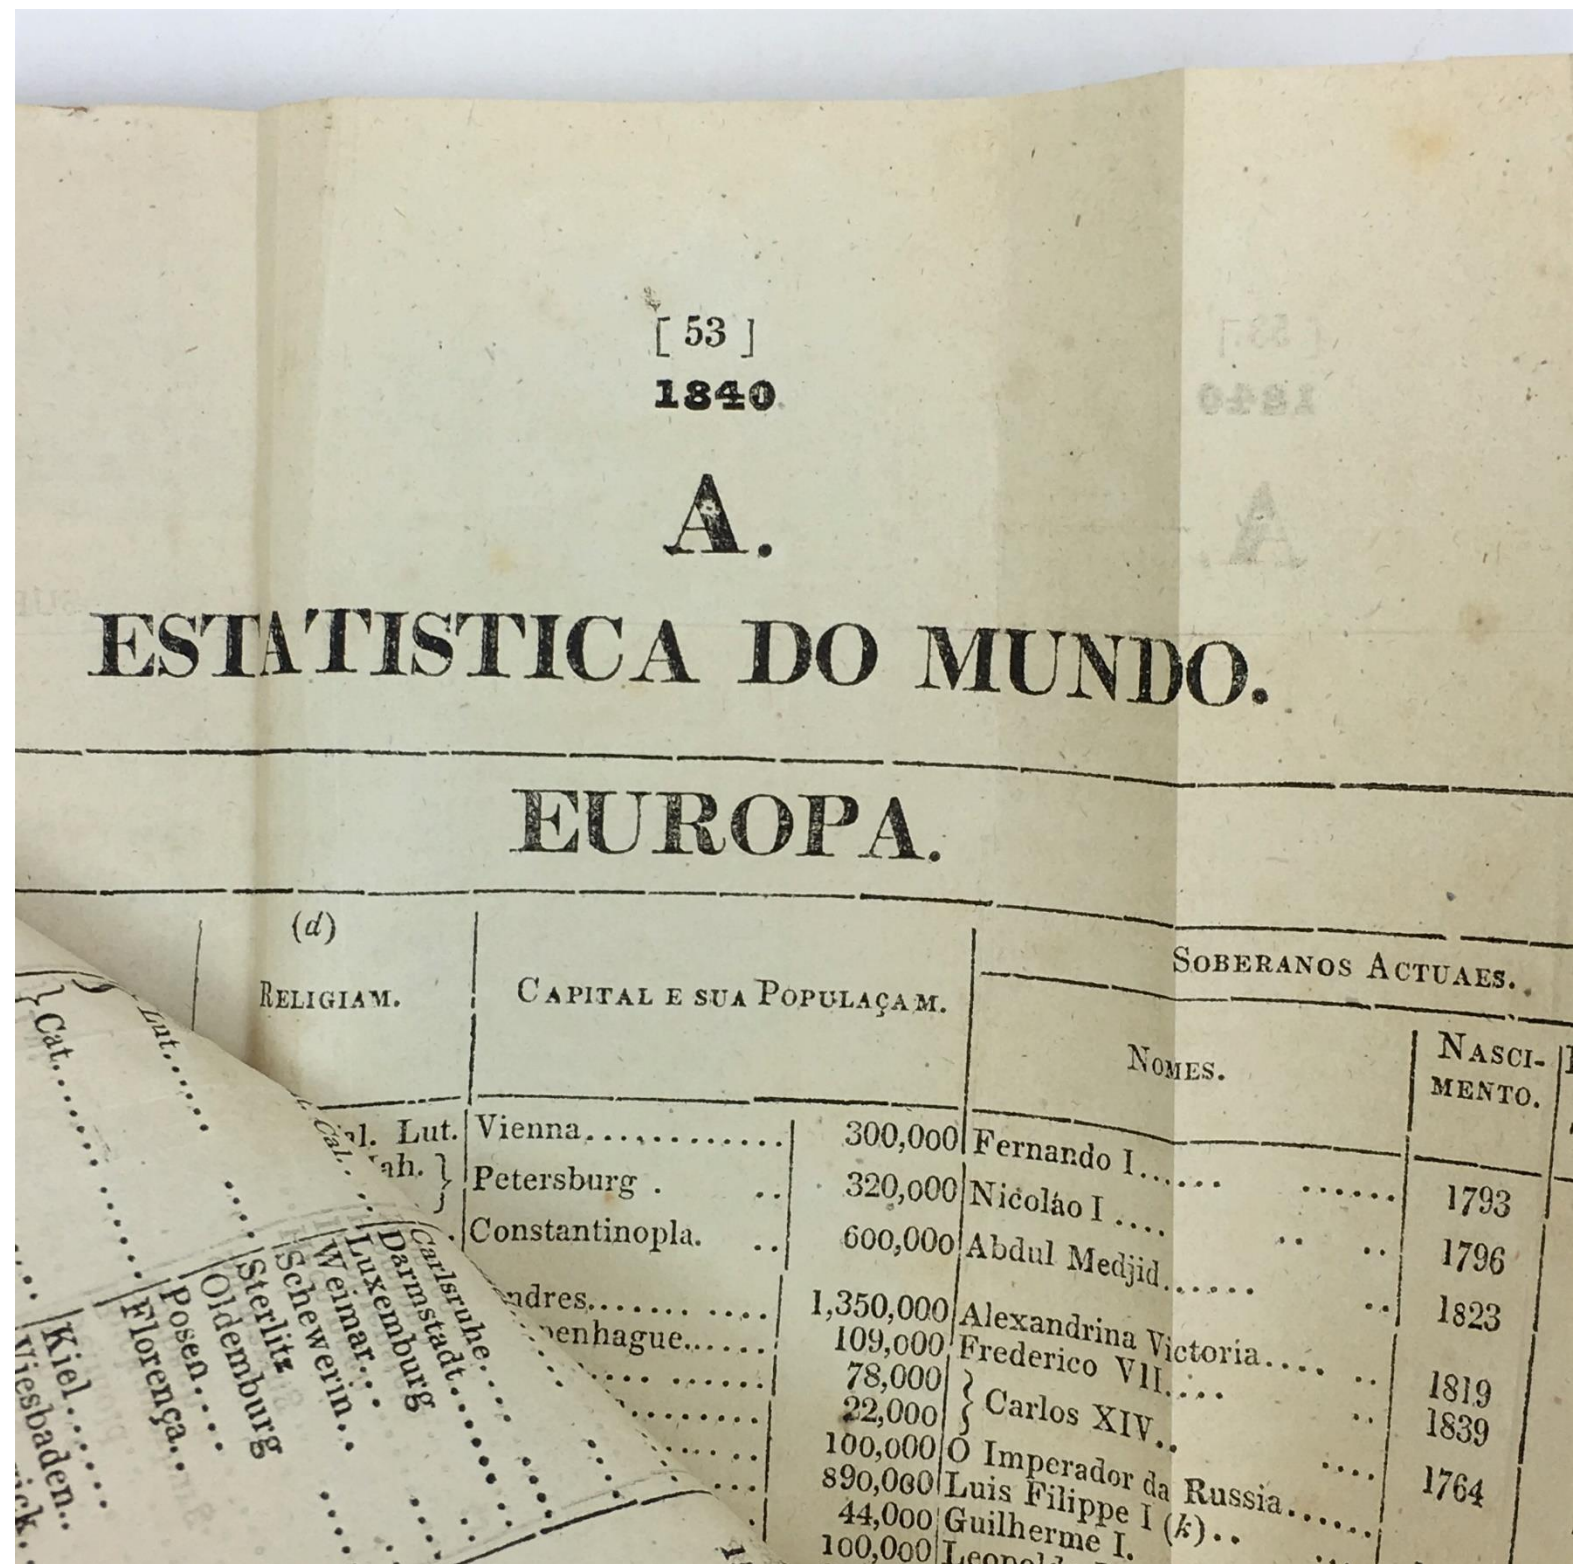 [ 53 ]
1840
A.
ESTATISTICA DO MUNDO.
EUROPA.
(d)
RELIGIAM.
CAPITAL E SUA POPULAÇAM.
SOBERANOS ACTUAES.
NOMES.
NASCI-
MENTO.
Lut. Vienna............. 300,000 Fernando I...... ...... 1793
Petersburg . .. 320,000 Nicoláo I .... .. .. 1796
Constantinopla. .. 600,000 Abdul Medjid....... .. 1823
1,350,000 Alexandrina Victoria.... .. 1819
109,000 Frederico VII.... .. 1839
78,000
22,000 } Carlos XIV.. .... 1764
100,000 O Imperador da Russia......
890,000 Luis Filippe I (k)..
44,000 Guilherme I.
100,000
} Cat.......
Lut......
Cal.
Carlsruhe....
Darmstadt.....
Luxemburg
Weimar...
Schewerin..
Sterlitz
Oldemburg
Posen....
Florença..
Kiel......
Viesbaden..